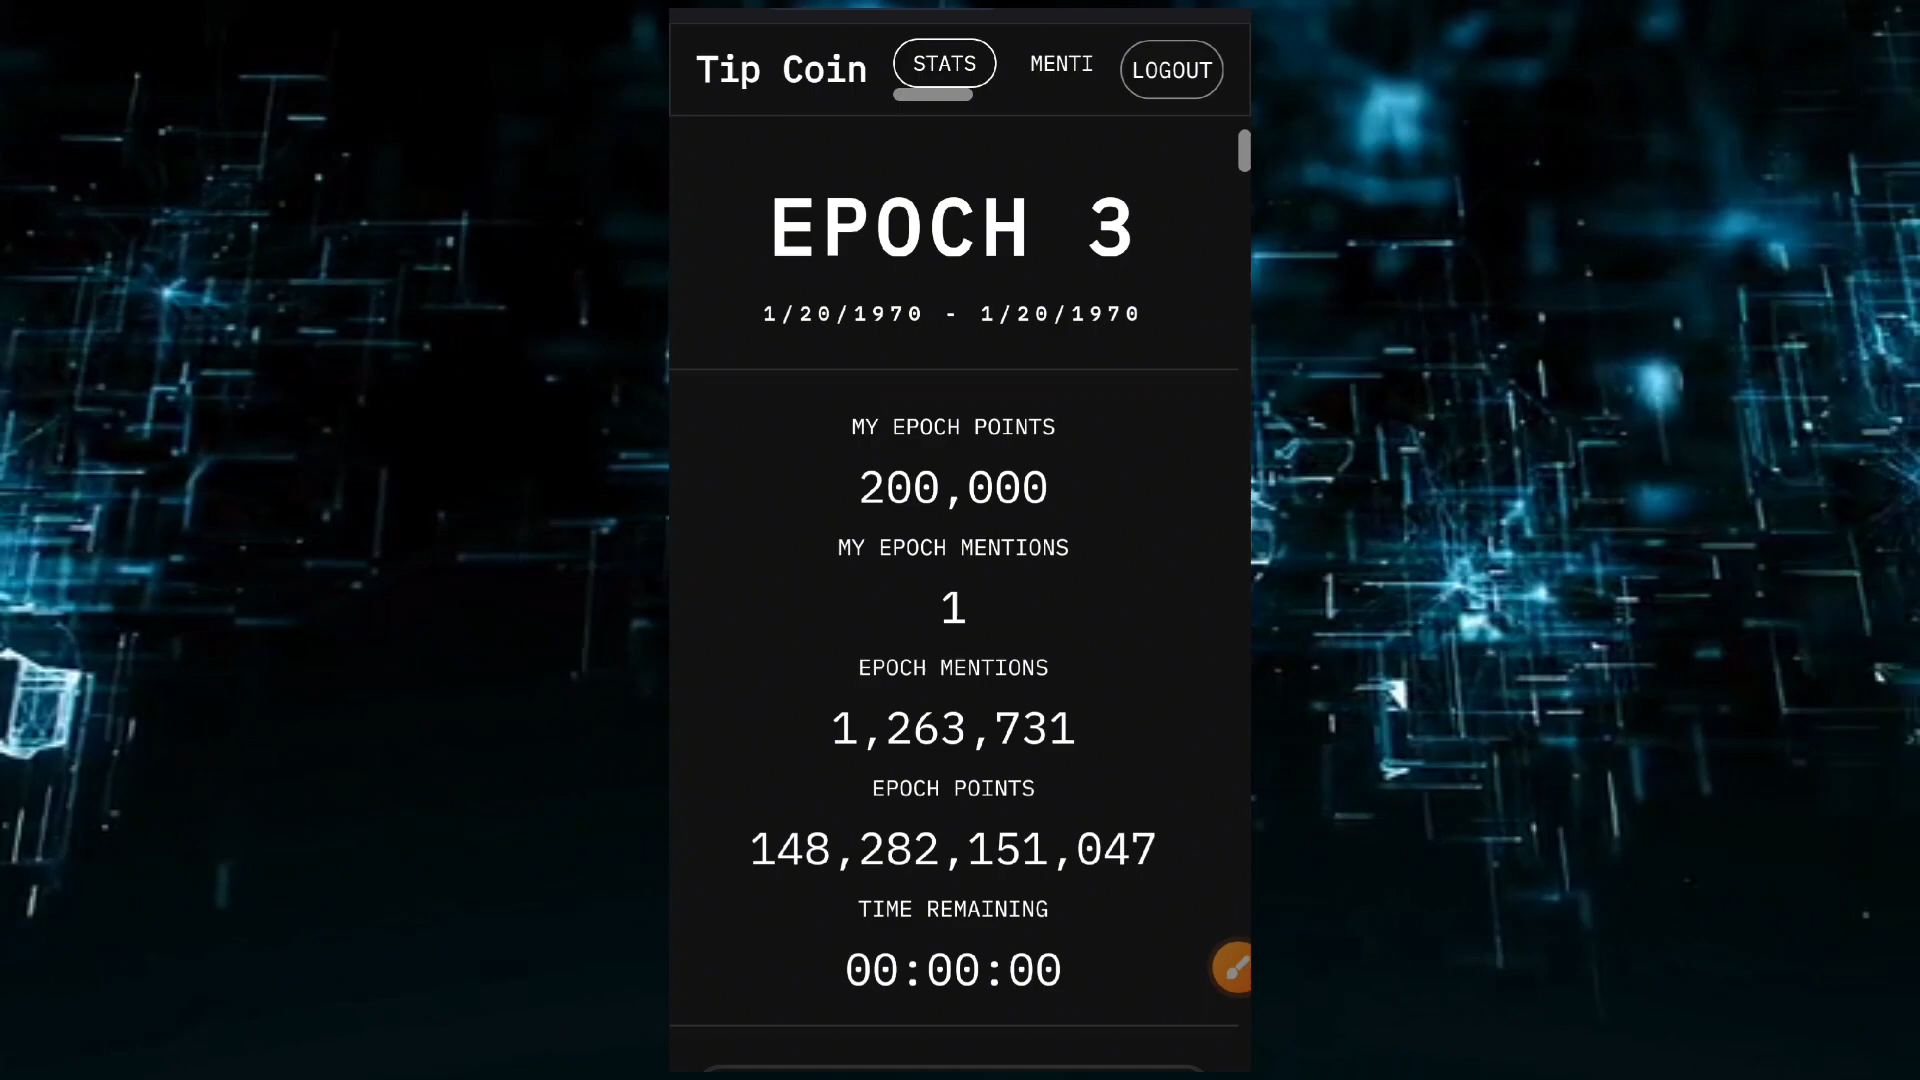 Tip Coin STATS MENTI LOGOUT
EPOCH 3
1/20/1970 - 1/20/1970
MY EPOCH POINTS
200,000
MY EPOCH MENTIONS
1
EPOCH MENTIONS
1,263,731
EPOCH POINTS
148,282,151,047
TIME REMAINING
00:00:00